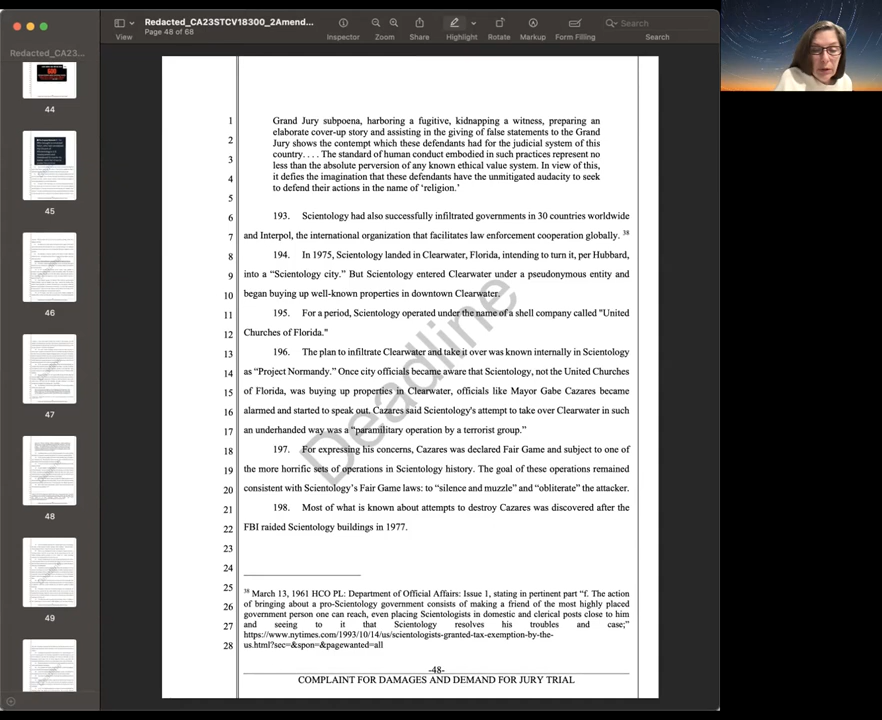 Redacted_CA23STCV18300_2Amend...
Page 48 of 68
View
Inspector
Zoom
Share
Highlight
Rotate
Markup
Form Filling
Search
Search
Redacted_CA23...
44
45
46
47
48
49
1 Grand Jury subpoena, harboring a fugitive, kidnapping a witness, preparing an
2 elaborate cover-up story and assisting in the giving of false statements to the Grand
Jury shows the contempt which these defendants had for the judicial system of this
3 country. . . . The standard of human conduct embodied in such practices represent no
less than the absolute perversion of any known ethical value system. In view of this,
4 it defies the imagination that these defendants have the unmitigated audacity to seek
to defend their actions in the name of ‘religion.’
5
6 193. Scientology had also successfully infiltrated governments in 30 countries worldwide
7 and Interpol, the international organization that facilitates law enforcement cooperation globally. 38
8 194. In 1975, Scientology landed in Clearwater, Florida, intending to turn it, per Hubbard,
9 into a “Scientology city.” But Scientology entered Clearwater under a pseudonymous entity and
10 began buying up well-known properties in downtown Clearwater.
11 195. For a period, Scientology operated under the name of a shell company called "United
12 Churches of Florida."
13 196. The plan to infiltrate Clearwater and take it over was known internally in Scientology
14 as “Project Normandy.” Once city officials became aware that Scientology, not the United Churches
15 of Florida, was buying up properties in Clearwater, officials like Mayor Gabe Cazares became
16 alarmed and started to speak out. Cazares said Scientology's attempt to take over Clearwater in such
17 an underhanded way was a “paramilitary operation by a terrorist group.”
18 197. For expressing his concerns, Cazares was declared Fair Game and subject to one of
19 the more horrific sets of operations in Scientology history. The goal of these operations remained
20 consistent with Scientology’s Fair Game laws: to “silence and muzzle” and “obliterate” the attacker.
21 198. Most of what is known about attempts to destroy Cazares was discovered after the
22 FBI raided Scientology buildings in 1977.
23
24
25 38 March 13, 1961 HCO PL: Department of Official Affairs: Issue 1, stating in pertinent part “f. The action
26 of bringing about a pro-Scientology government consists of making a friend of the most highly placed
government person one can reach, even placing Scientologists in domestic and clerical posts close to him
27 and seeing to it that Scientology resolves his troubles and case;”
https://www.nytimes.com/1993/10/14/us/scientologists-granted-tax-exemption-by-the-
28 us.html?sec=&spon=&pagewanted=all
-48-
COMPLAINT FOR DAMAGES AND DEMAND FOR JURY TRIAL
Deadline